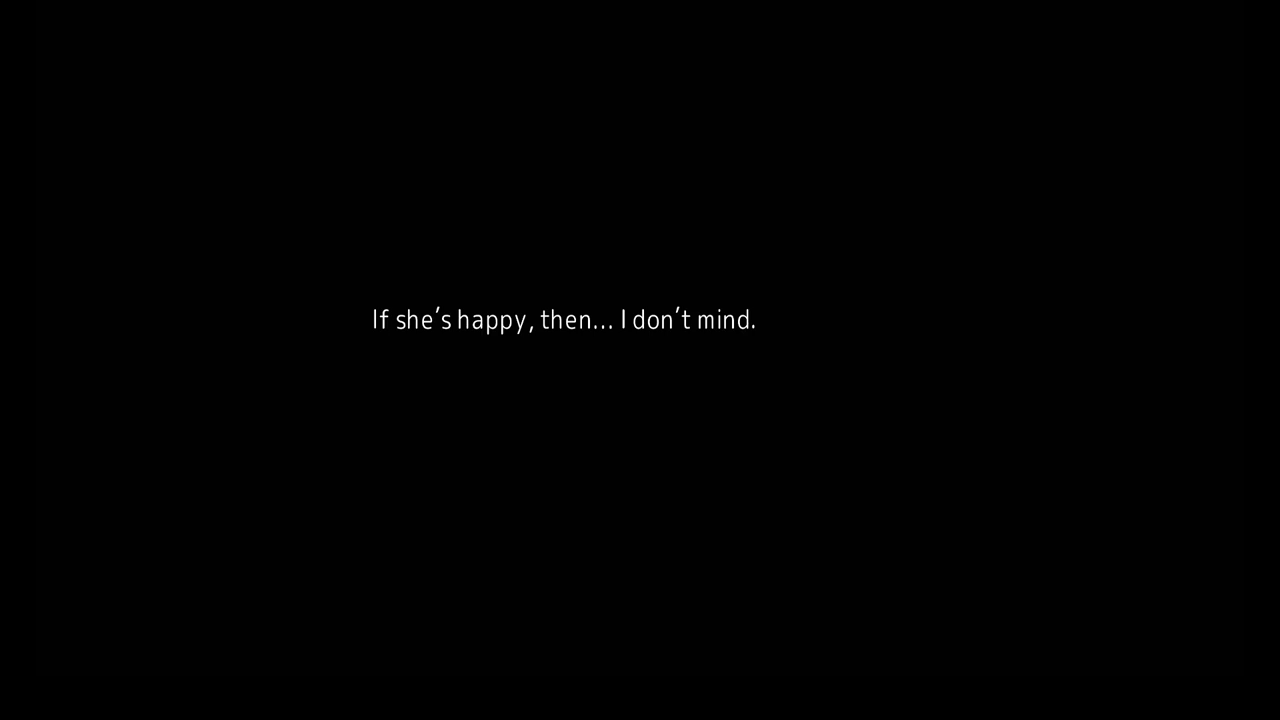 If she’s happy, then... I don’t mind.